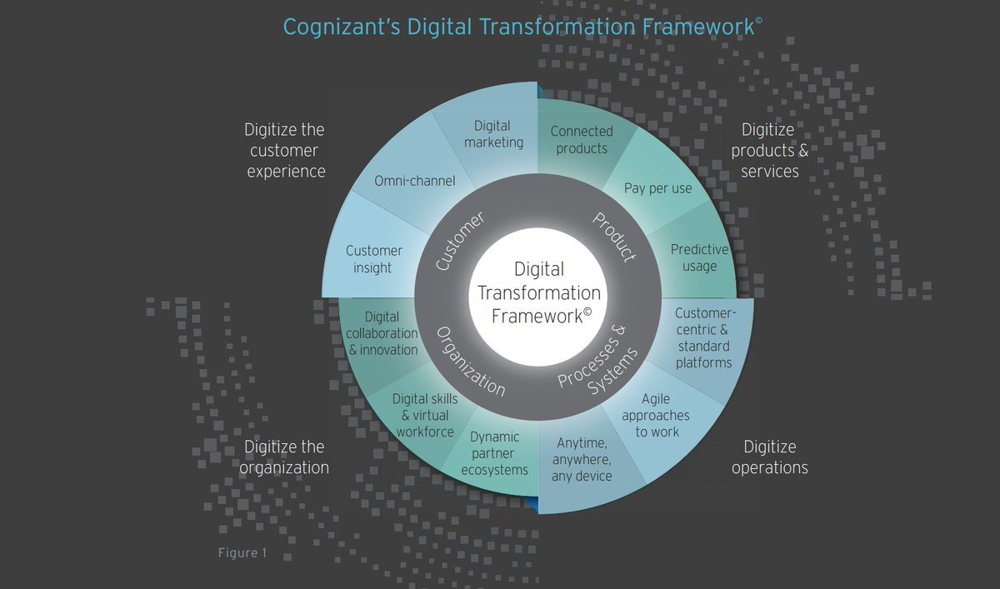 Cognizant's Digital Transformation Framework©
Digitize the
customer
experience
Digital
marketing
Omni-channel
Customer
insight
Connected
products
Pay per use
Predictive
usage
Digitize
products &
services
Customer
Product
Digital
Transformation
Framework©
Organization
Processes &
Systems
Digital
collaboration
& innovation
Digital skills
& virtual
workforce
Dynamic
partner
ecosystems
Customer-
centric &
standard
platforms
Agile
approaches
to work
Anytime,
anywhere,
any device
Digitize the
organization
Digitize
operations
Figure 1